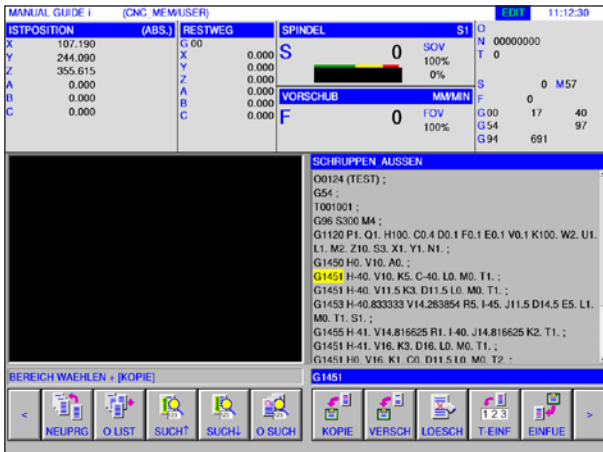 MANUAL GUIDE i (CNC_MEM/USER) EDIT 11:12:30
ISTPOSITION (ABS.)
X 107.190
Y 244.090
Z 355.615
A 0.000
B 0.000
C 0.000
RESTWEG
G 00
X 0.000
Y 0.000
Z 0.000
A 0.000
B 0.000
C 0.000
SPINDEL S1
S 0 SOV
100%
0%
VORSCHUB MM/MIN
F 0 FOV
100%
O
N 00000000
T 0
S 0 M57
F 0
G00 17 40
G54 97
G94 691
SCHRUPPEN AUSSEN
O0124 (TEST) ;
G54 ;
T001001 ;
G96 S300 M4 ;
G1120 P1. Q1. H100. C0.4 D0.1 F0.1 E0.1 V0.1 K100. W2. U1.
L1. M2. Z10. S3. X1. Y1. N1. ;
G1450 H0. V10. A0. ;
G1451 H-40. V10. K5. C-40. L0. M0. T1. ;
G1451 H-40. V11.5 K3. D11.5 L0. M0. T1. ;
G1453 H-40.833333 V14.263854 R5. I-45. J11.5 D14.5 E5. L1.
M0. T1. S1. ;
G1455 H-41. V14.816625 R1. I-40. J14.816625 K2. T1. ;
G1451 H-41. V16. K3. D16. L0. M0. T1. ;
G1451 H0. V16. K1. C0. D11.5 L0. M0. T2. ;
BEREICH WAEHLEN + [KOPIE]
G1451
< NEUPRG O LIST SUCH↑ SUCH↓ O SUCH KOPIE VERSCH LOESCH T-EINF EINFUE >